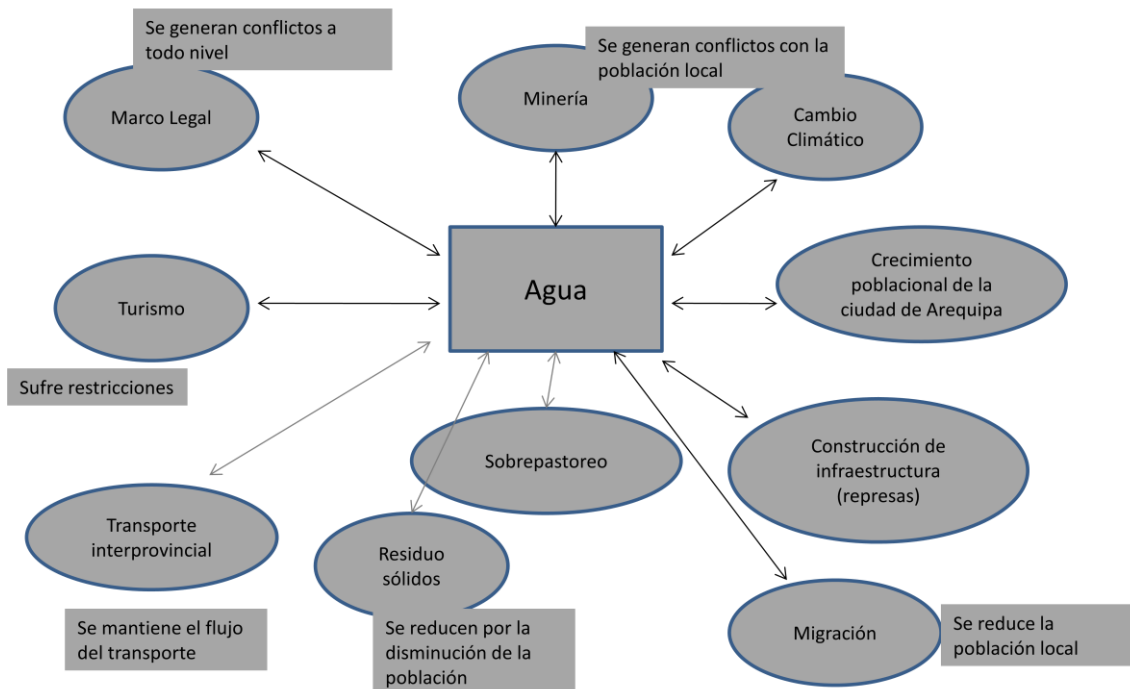 Se generan conflictos a
todo nivel
Se generan conflictos con la
población local
Marco Legal
Minería
Cambio
Climático
Agua
Crecimiento
poblacional de la
ciudad de Arequipa
Turismo
Sufre restricciones
Sobrepastoreo
Construcción de
infraestructura
(represas)
Transporte
interprovincial
Residuo
sólidos
Se mantiene el flujo
del transporte
Se reducen por la
disminución de la
población
Migración
Se reduce la
población local